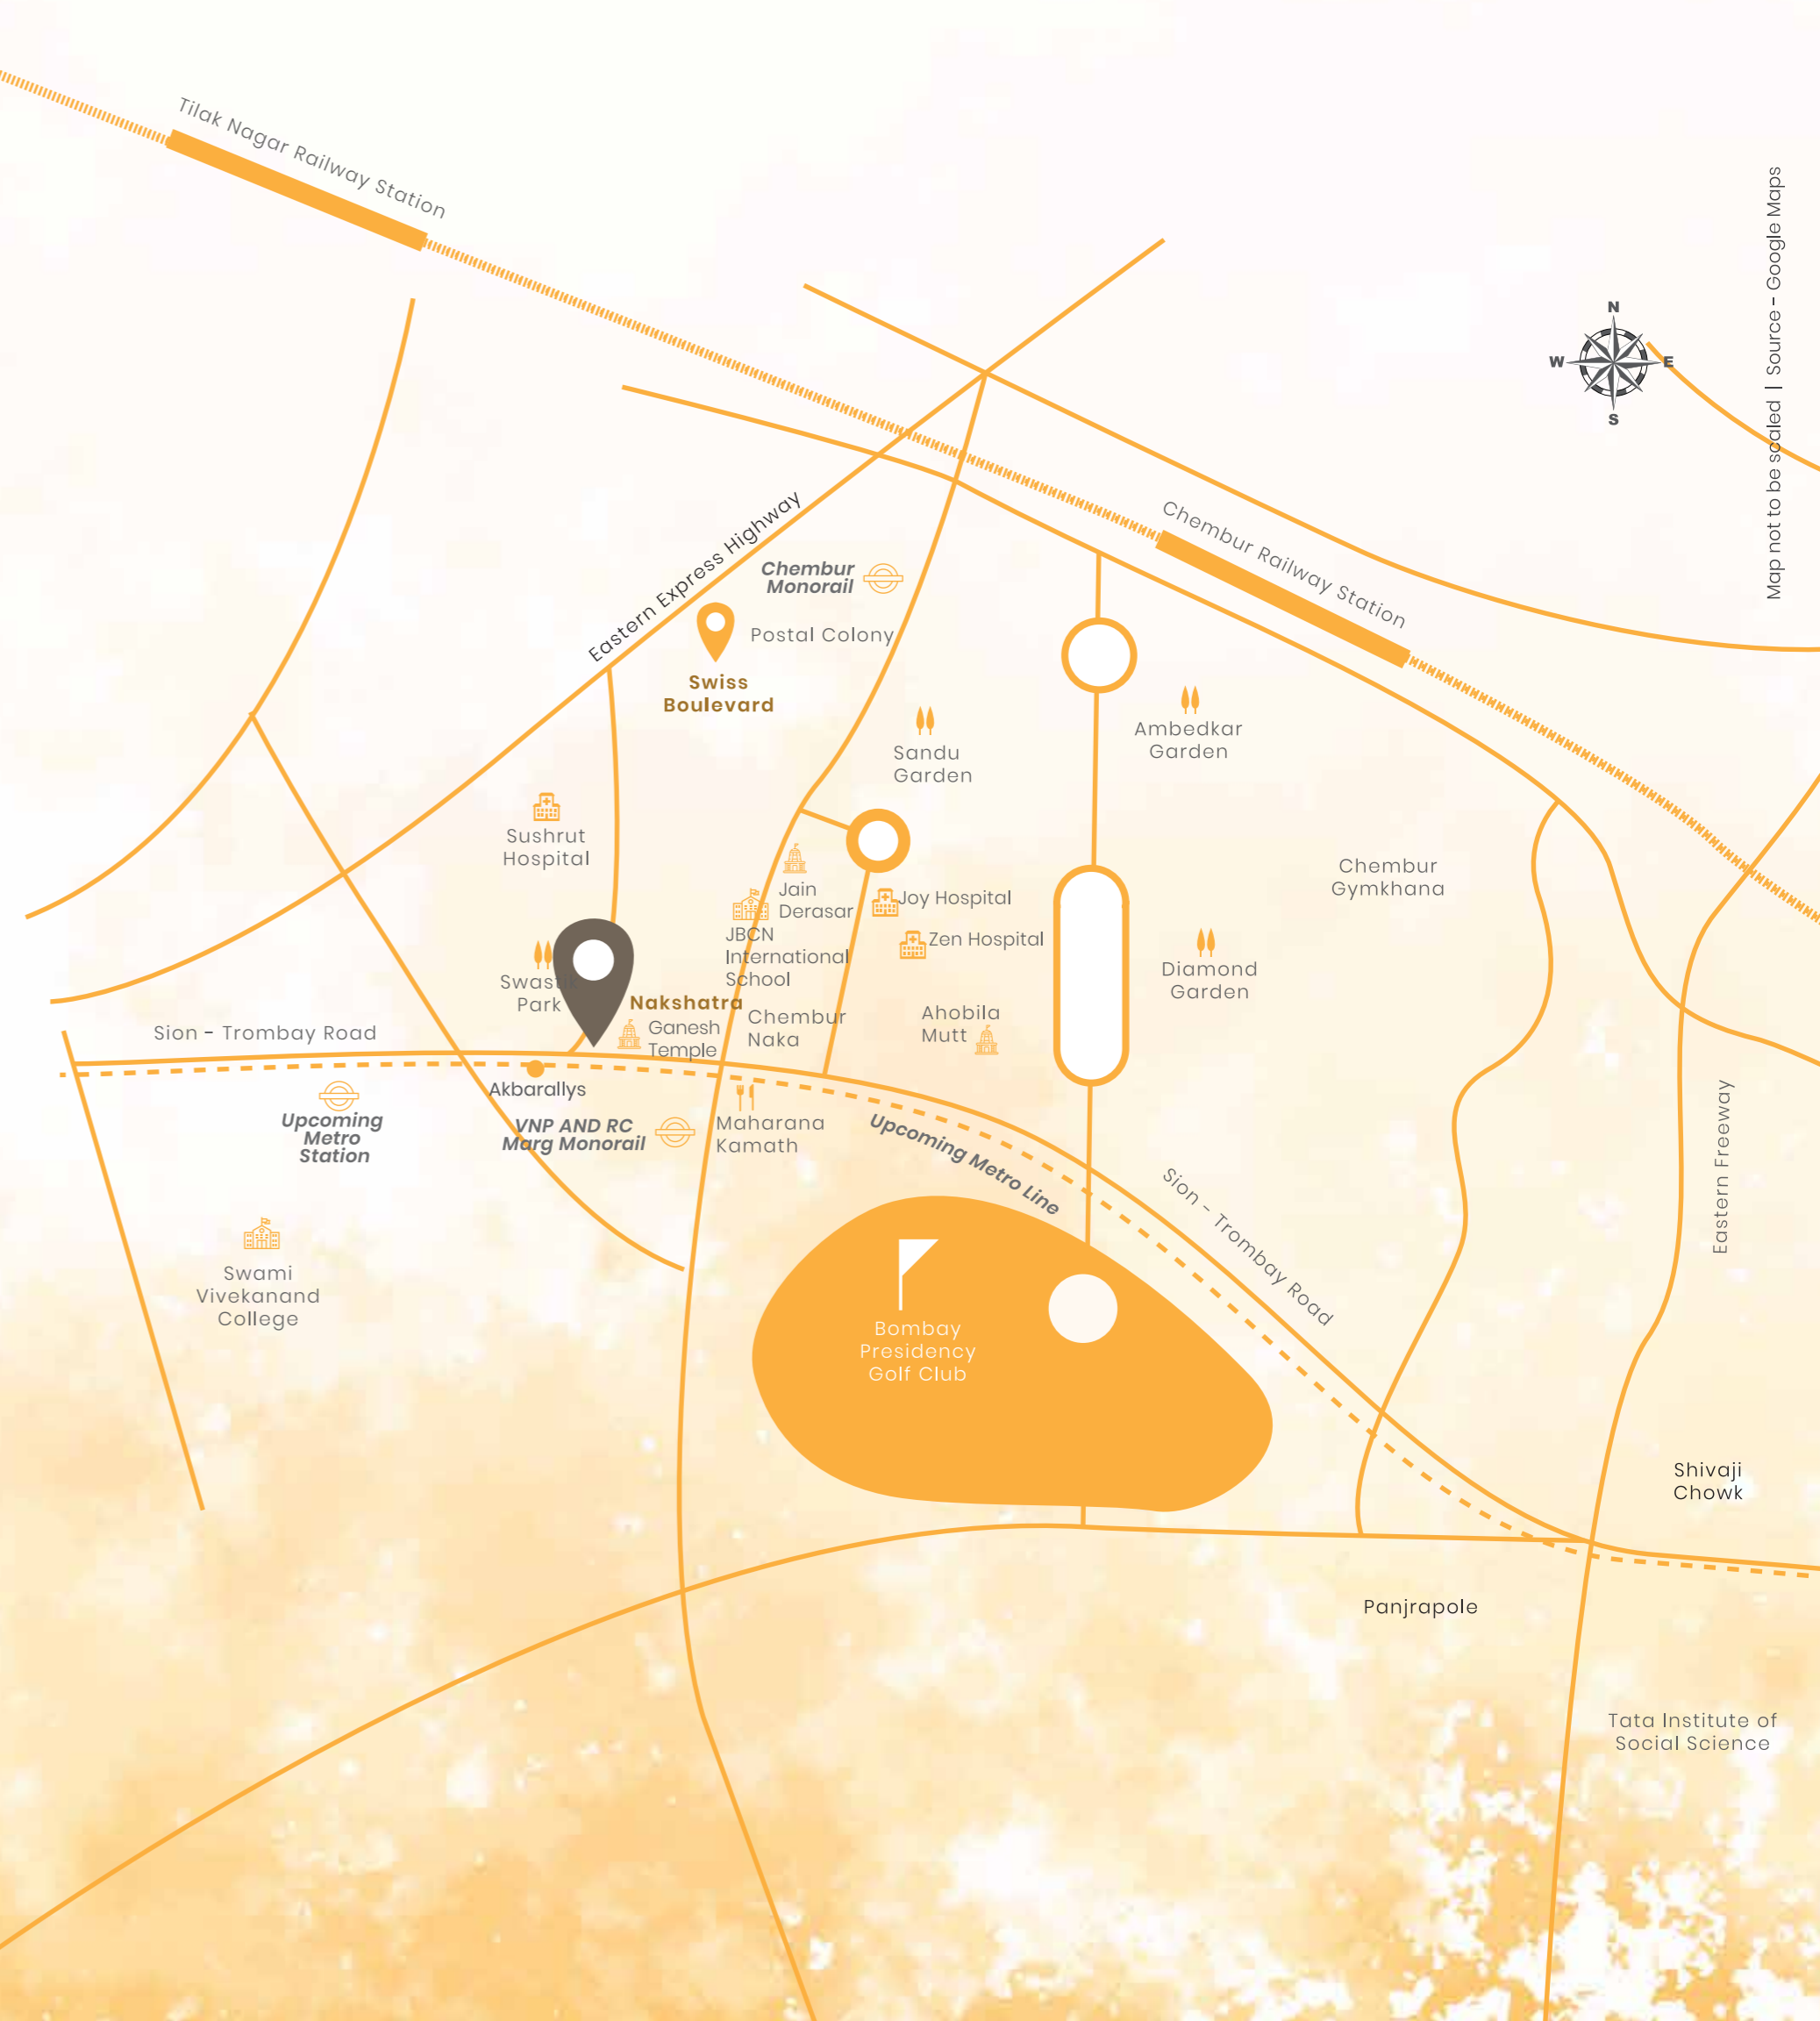 Tilak Nagar Railway Station
Map not to be scaled | Source - Google Maps
N
W
E
S
Eastern Express Highway
Chembur
Monorail
Chembur Railway Station
Postal Colony
Swiss
Boulevard
Sandu
Garden
Ambedkar
Garden
Sushrut
Hospital
Chembur
Gymkhana
Jain
Derasar
Joy Hospital
JBCN
International
School
Zen Hospital
Diamond
Garden
Swastik
Park
Nakshatra
Ganesh
Temple
Chembur
Naka
Ahobila
Mutt
Sion - Trombay Road
Akbarallys
Upcoming
Metro
Station
VNP AND RC
Marg Monorail
Maharana
Kamath
Upcoming Metro Line
Sion - Trombay Road
Eastern Freeway
Swami
Vivekanand
College
Bombay
Presidency
Golf Club
Shivaji
Chowk
Panjrapole
Tata Institute of
Social Science